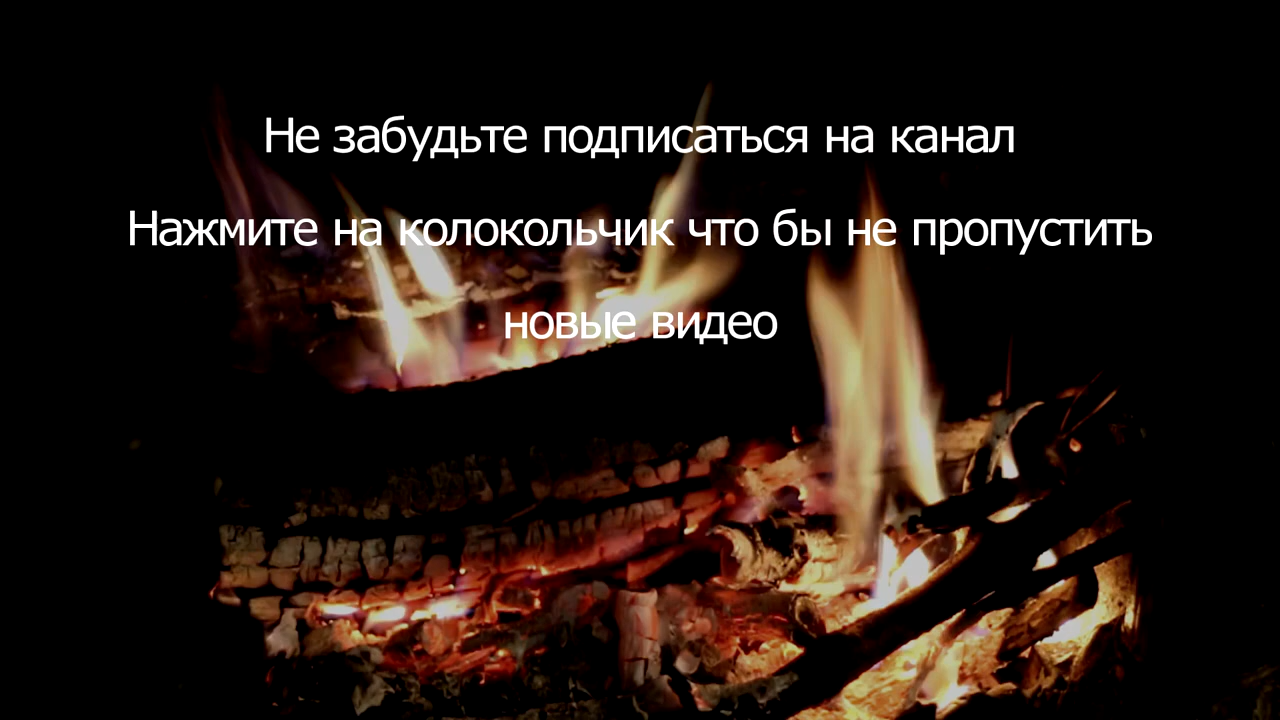 Не забудьте подписаться на канал
Нажмите на колокольчик что бы не пропустить
новые видео